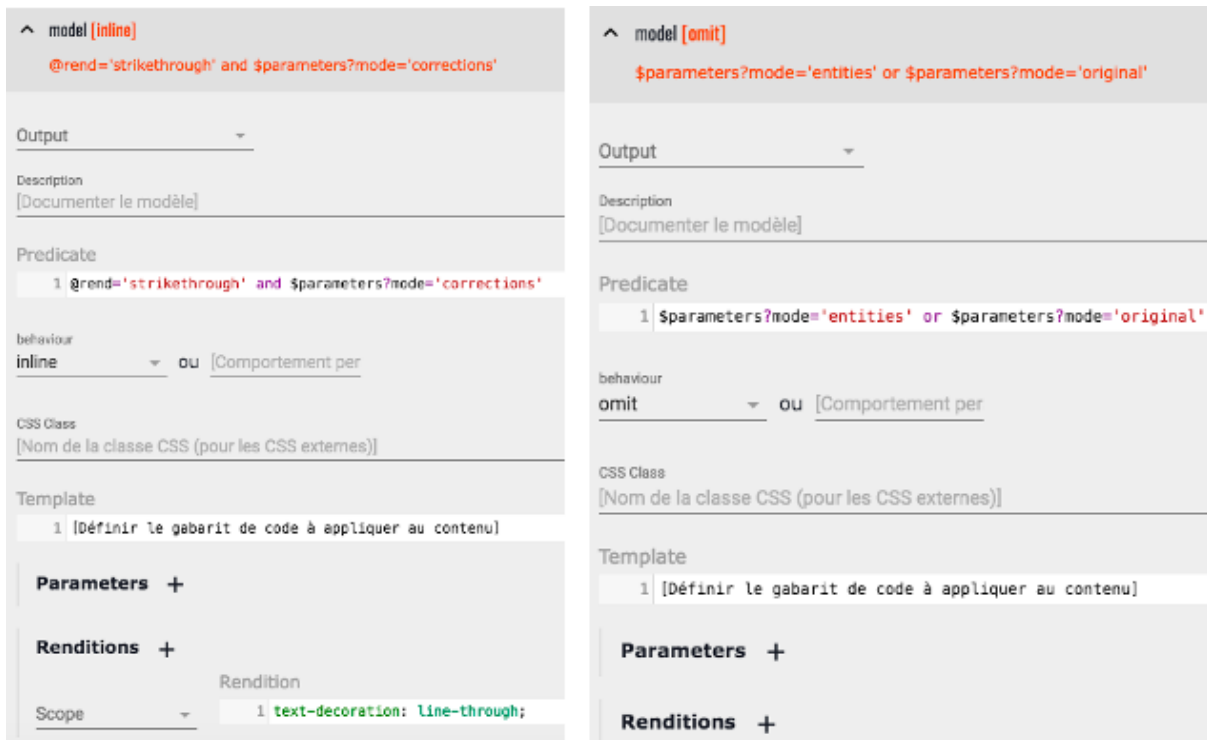 model [inline]
@rend='strikethrough' and $parameters?mode='corrections'
Output
Description
[Documenter le modèle]
Predicate
1 @rend='strikethrough' and $parameters?mode='corrections'
behaviour
inline ou [Comportement per
CSS Class
[Nom de la classe CSS (pour les CSS externes)]
Template
1 [Définir le gabarit de code à appliquer au contenu]
Parameters +
Renditions +
Rendition
Scope 1 text-decoration: line-through;
model [omit]
$parameters?mode='entities' or $parameters?mode='original'
Output
Description
[Documenter le modèle]
Predicate
1 $parameters?mode='entities' or $parameters?mode='original'
behaviour
omit ou [Comportement per
CSS Class
[Nom de la classe CSS (pour les CSS externes)]
Template
1 [Définir le gabarit de code à appliquer au contenu]
Parameters +
Renditions +